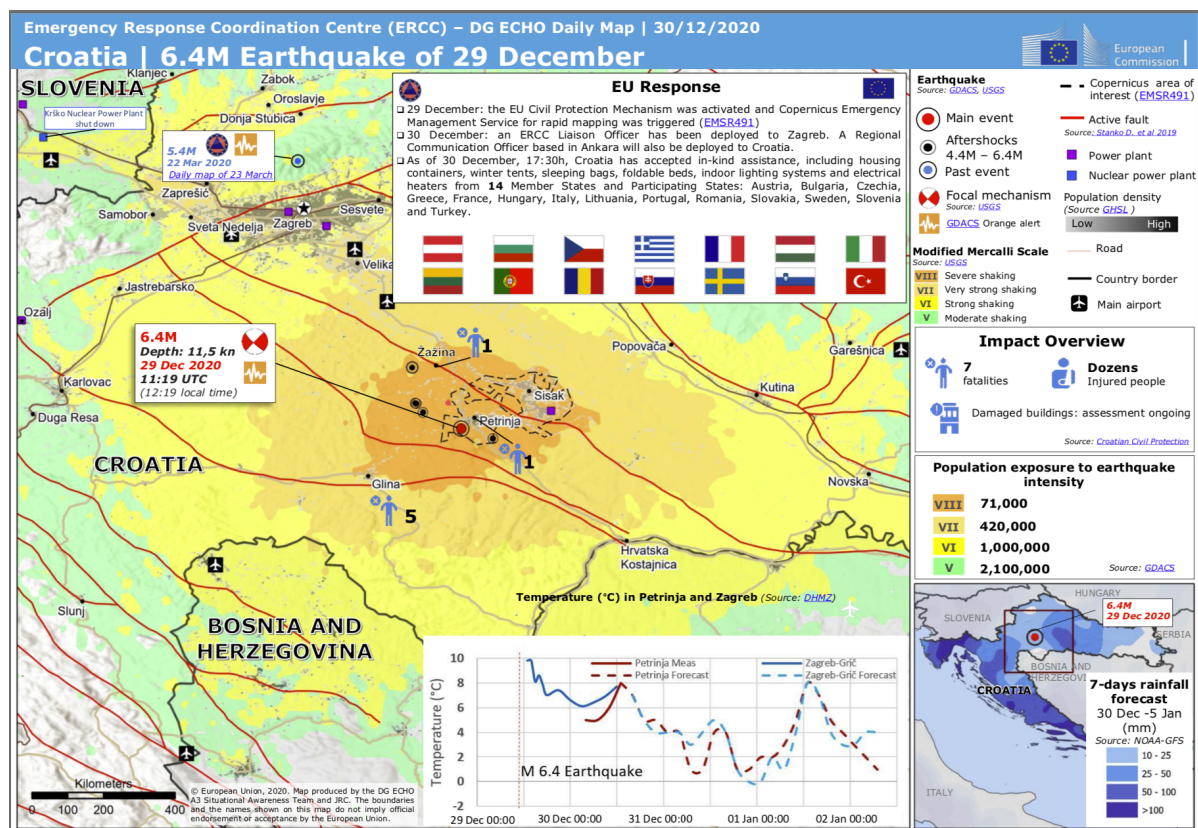 Emergency Response Coordination Centre (ERCC) – DG ECHO Daily Map | 30/12/2020
Croatia | 6.4M Earthquake of 29 December
European
Commission
SLOVENIA
Klanjec
Zabok
Oroslavje
Donja Stubica
Krško Nuclear Power Plant
shut down
5.4M
22 Mar 2020
Daily map of 23 March
Zaprešić
Samobor
Sveta Nedelja
Zagreb
Sesvete
Velika
Jastrebarsko
Ozalj
Karlovac
Duga Resa
EU Response
❑ 29 December: the EU Civil Protection Mechanism was activated and Copernicus Emergency
Management Service for rapid mapping was triggered (EMSR491)
❑ 30 December: an ERCC Liaison Officer has been deployed to Zagreb. A Regional
Communication Officer based in Ankara will also be deployed to Croatia.
❑ As of 30 December, 17:30h, Croatia has accepted in-kind assistance, including housing
containers, winter tents, sleeping bags, foldable beds, indoor lighting systems and electrical
heaters from 14 Member States and Participating States: Austria, Bulgaria, Czechia,
Greece, France, Hungary, Italy, Lithuania, Portugal, Romania, Slovakia, Sweden, Slovenia
and Turkey.
6.4M
Depth: 11,5 kn
29 Dec 2020
11:19 UTC
(12:19 local time)
Žažina
1
Popovača
Garešnica
Kutina
Sisak
Petrinja
1
CROATIA
Glina
5
Novska
Hrvatska
Kostajnica
Slunj
BOSNIA AND
HERZEGOVINA
Temperature (°C) in Petrinja and Zagreb (Source: DHMZ)
Temperature (°C)
10
8
6
4
2
0
-2
Petrinja Meas
Zagreb-Grič
Petrinja Forecast
Zagreb-Grič Forecast
M 6.4 Earthquake
29 Dec 00:00
30 Dec 00:00
31 Dec 00:00
01 Jan 00:00
02 Jan 00:00
Kilometers
0 100 200 400
© European Union, 2020. Map produced by the DG ECHO
A3 Situational Awareness Team and JRC. The boundaries
and the names shown on this map do not imply official
endorsement or acceptance by the European Union.
Earthquake
Source: GDACS, USGS
Main event
Aftershocks
4.4M – 6.4M
Past event
Focal mechanism
Source: USGS
GDACS Orange alert
Modified Mercalli Scale
Source: USGS
VIII Severe shaking
VII Very strong shaking
VI Strong shaking
V Moderate shaking
Copernicus area of
interest (EMSR491)
Active fault
Source: Stanko D. et al 2019
Power plant
Nuclear power plant
Population density
(Source GHSL )
Low High
Road
Country border
Main airport
Impact Overview
7
fatalities
Dozens
Injured people
Damaged buildings: assessment ongoing
Source: Croatian Civil Protection
Population exposure to earthquake
intensity
VIII 71,000
VII 420,000
VI 1,000,000
V 2,100,000
Source: GDACS
HUNGARY
SLOVENIA
6.4M
29 Dec 2020
SERBIA
BOSNIA AND
HERZEGOVI
CROATIA
ITALY
7-days rainfall
forecast
30 Dec -5 Jan
(mm)
Source: NOAA-GFS
10 - 25
25 - 50
50 - 100
>100